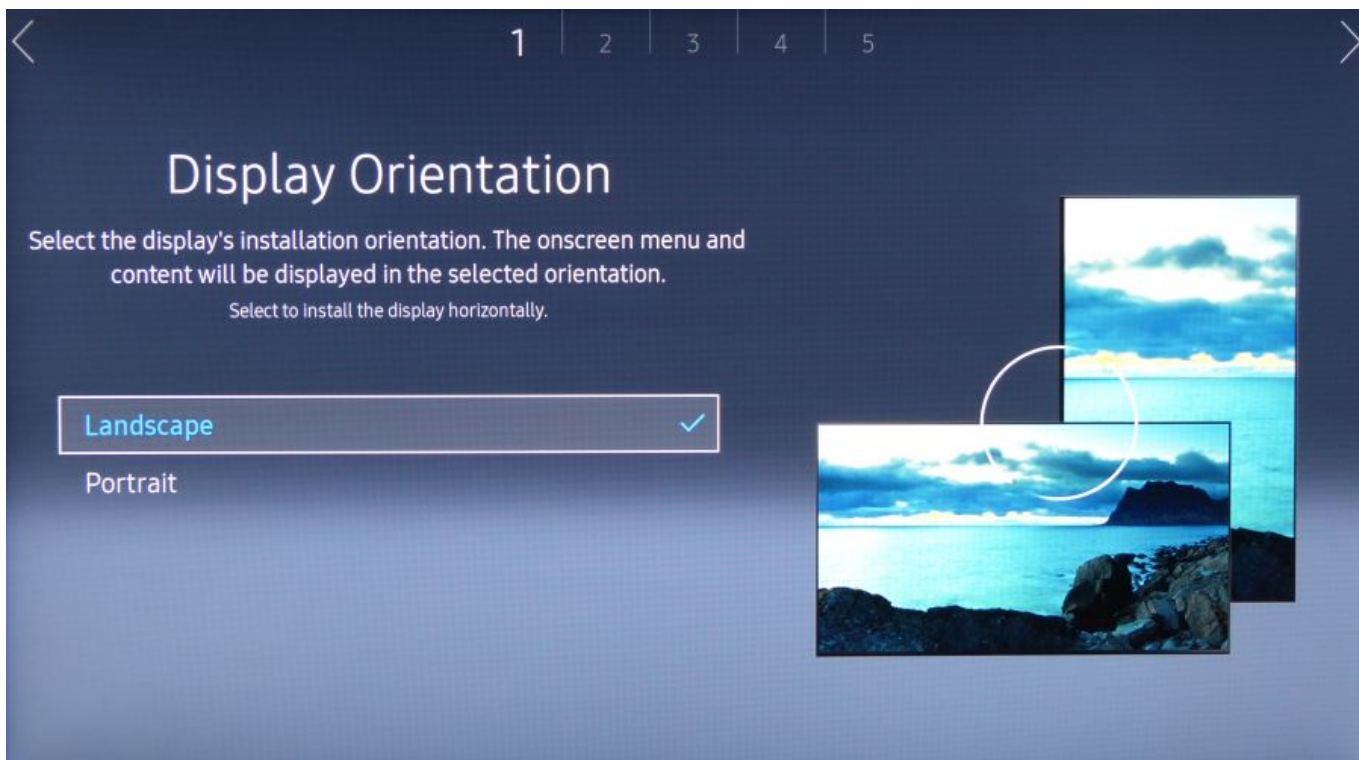 1 2 3 4 5
Display Orientation
Select the display's installation orientation. The onscreen menu and
content will be displayed in the selected orientation.
Select to install the display horizontally.
Landscape
Portrait